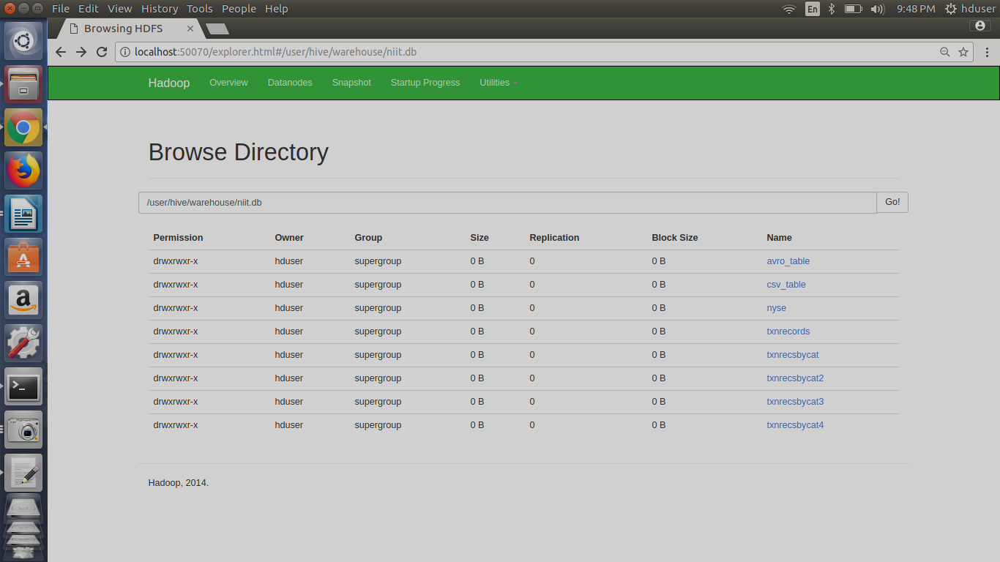 File Edit View History Tools People Help En 9:48 PM hduser
Browsing HDFS
localhost:50070/explorer.html#/user/hive/warehouse/niit.db
Hadoop Overview Datanodes Snapshot Startup Progress Utilities
Browse Directory
/user/hive/warehouse/niit.db Go!
Permission Owner Group Size Replication Block Size Name
drwxrwxr-x hduser supergroup 0 B 0 0 B avro_table
drwxrwxr-x hduser supergroup 0 B 0 0 B csv_table
drwxrwxr-x hduser supergroup 0 B 0 0 B nyse
drwxrwxr-x hduser supergroup 0 B 0 0 B txnrecords
drwxrwxr-x hduser supergroup 0 B 0 0 B txnrecsbycat
drwxrwxr-x hduser supergroup 0 B 0 0 B txnrecsbycat2
drwxrwxr-x hduser supergroup 0 B 0 0 B txnrecsbycat3
drwxrwxr-x hduser supergroup 0 B 0 0 B txnrecsbycat4
Hadoop, 2014.